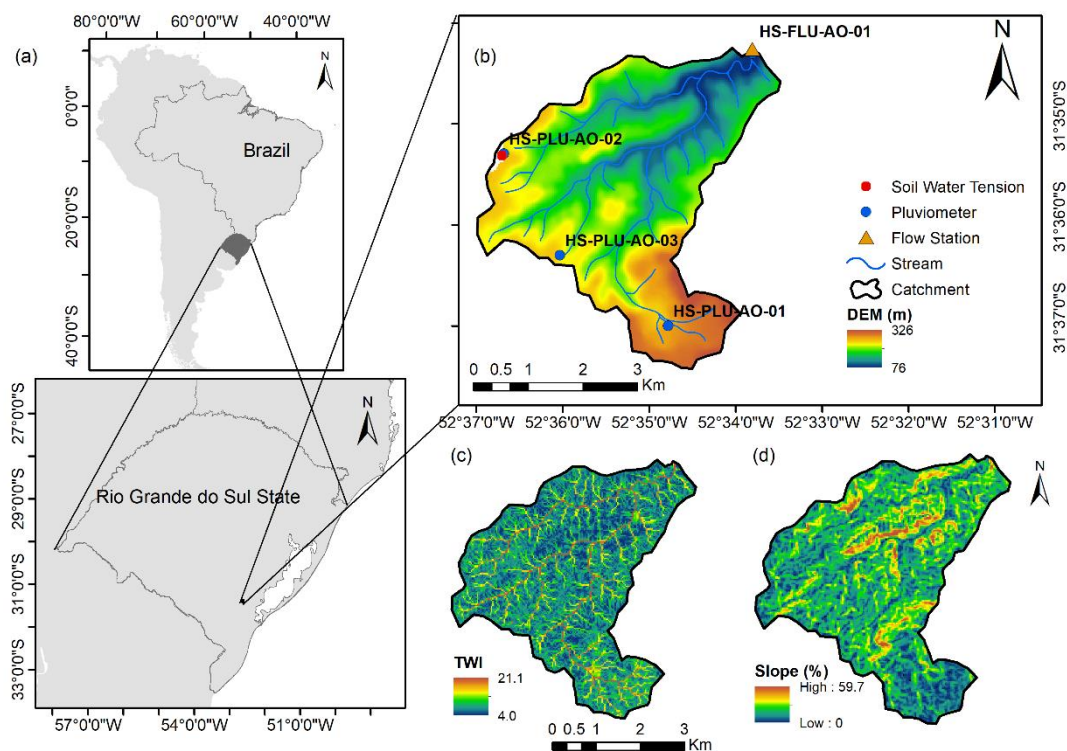 80°0'0"W 60°0'0"W 40°0'0"W
(a)
N
0°0'0"
20°0'0"S
40°0'0"S
Brazil
27°0'0"S
29°0'0"S
31°0'0"S
33°0'0"S
N
Rio Grande do Sul State
57°0'0"W 54°0'0"W 51°0'0"W
(b)
HS-FLU-AO-01
N
HS-PLU-AO-02
HS-PLU-AO-03
HS-PLU-AO-01
Soil Water Tension
Pluviometer
Flow Station
Stream
Catchment
DEM (m)
326
76
0 0.5 1 2 3
Km
31°35'0"S
31°36'0"S
31°37'0"S
52°37'0"W 52°36'0"W 52°35'0"W 52°34'0"W 52°33'0"W 52°32'0"W 52°31'0"W
(c)
TWI
21.1
4.0
0 0.5 1 2 3
Km
(d)
N
Slope (%)
High : 59.7
Low : 0